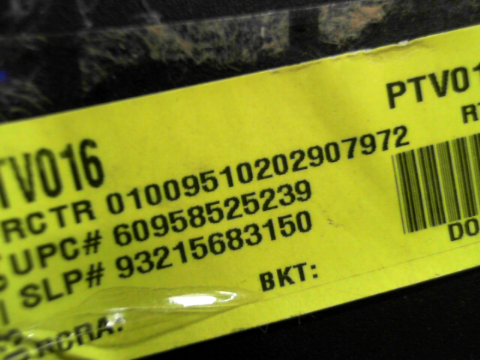 PTV01
TV016
RCTR 01009510202907972
UPC# 60958525239
SLP# 93215683150
BKT:
DO